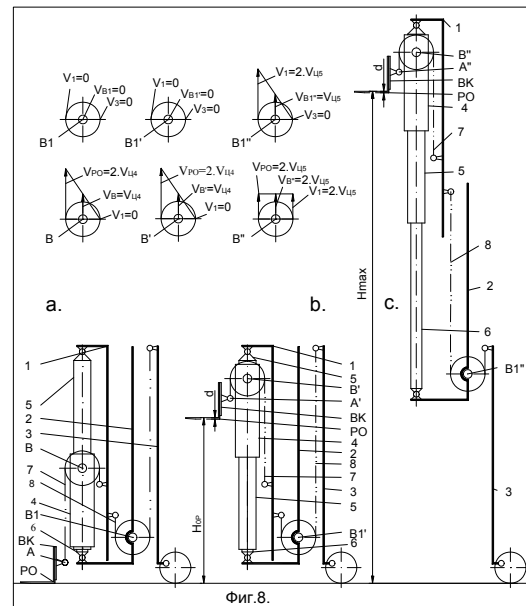 V1=0
VB1=0
V3=0
B1
V1=0
VB1'=0
V3=0
B1'
V1=2.VЦ5
VB1"=VЦ5
V3=0
B1"
VPO=2.VЦ4
VB=VЦ4
V1=0
B
VPO=2.VЦ4
VB'=VЦ4
V1=0
B'
VPO=2.VЦ5
VB"=2.VЦ5
V1=2.VЦ5
B"
a.
b.
c.
1
5
2
3
B
7
8
4
B1
6
BK
A
PO
d
HоР
1
5
B'
A'
BK
PO
4
2
8
7
3
5
B1'
6
d
Hmax
1
B"
A"
BK
PO
4
7
5
8
2
6
B1"
3
Фиг.8.